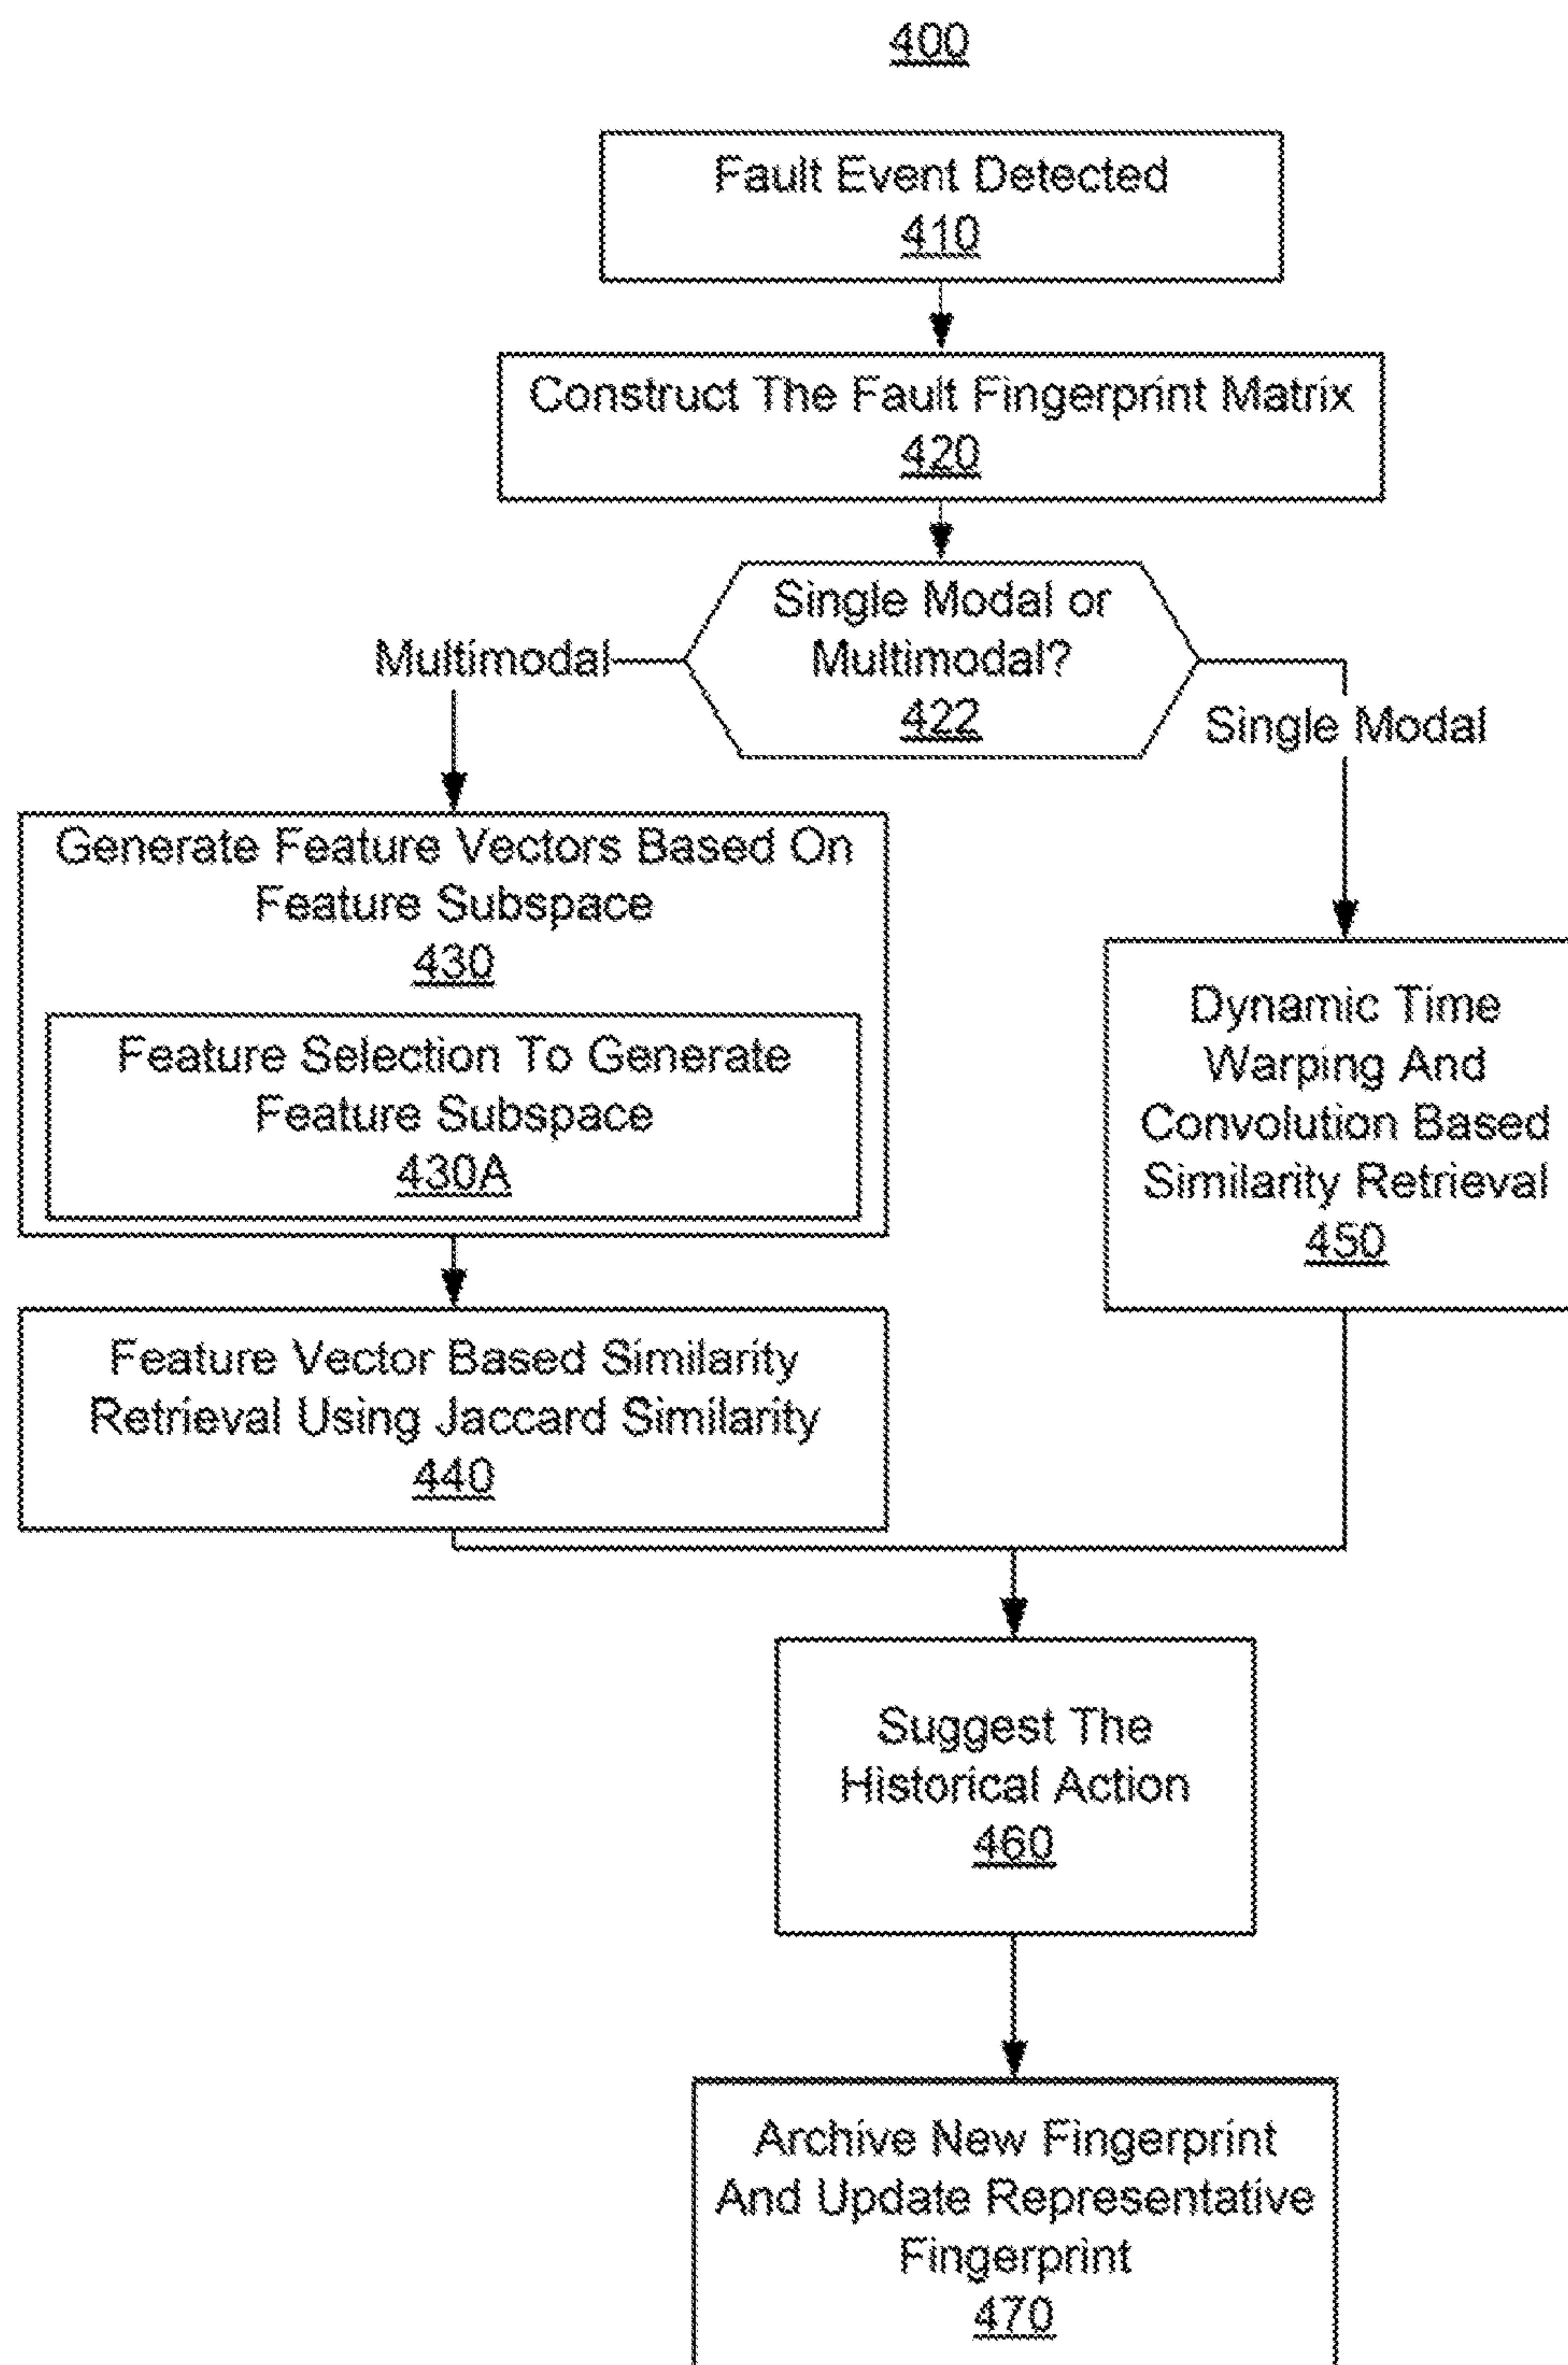 400
Fault Event Detected
410
Construct The Fault Fingerprint Matrix
420
Single Modal or
Multimodal?
422
Multimodal
Single Modal
Generate Feature Vectors Based On
Feature Subspace
430
Feature Selection To Generate
Feature Subspace
430A
Dynamic Time
Warping And
Convolution Based
Similarity Retrieval
450
Feature Vector Based Similarity
Retrieval Using Jaccard Similarity
440
Suggest The
Historical Action
460
Archive New Fingerprint
And Update Representative
Fingerprint
470